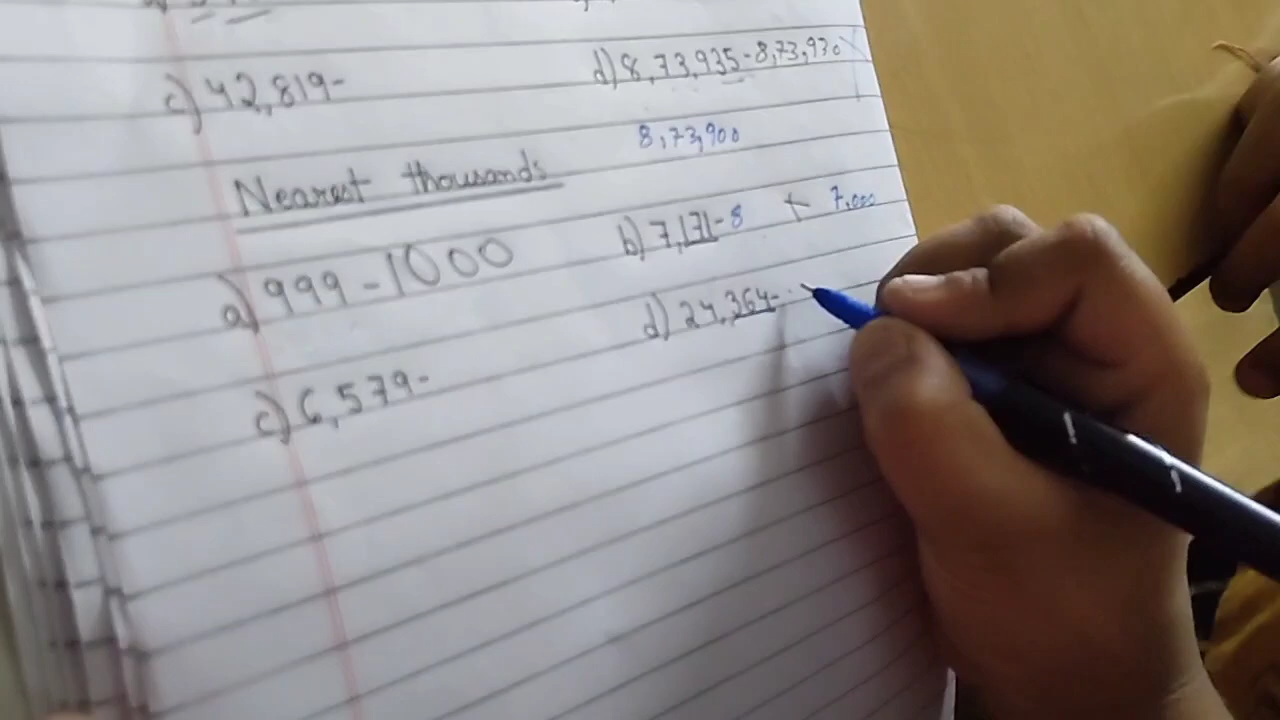 c) 42,819-
d) 8,73,935-8,73,930
8,73,900
Nearest thousands
a) 999-1000
b) 7,171-8
7,000
c) 6,579-
d) 24,364-